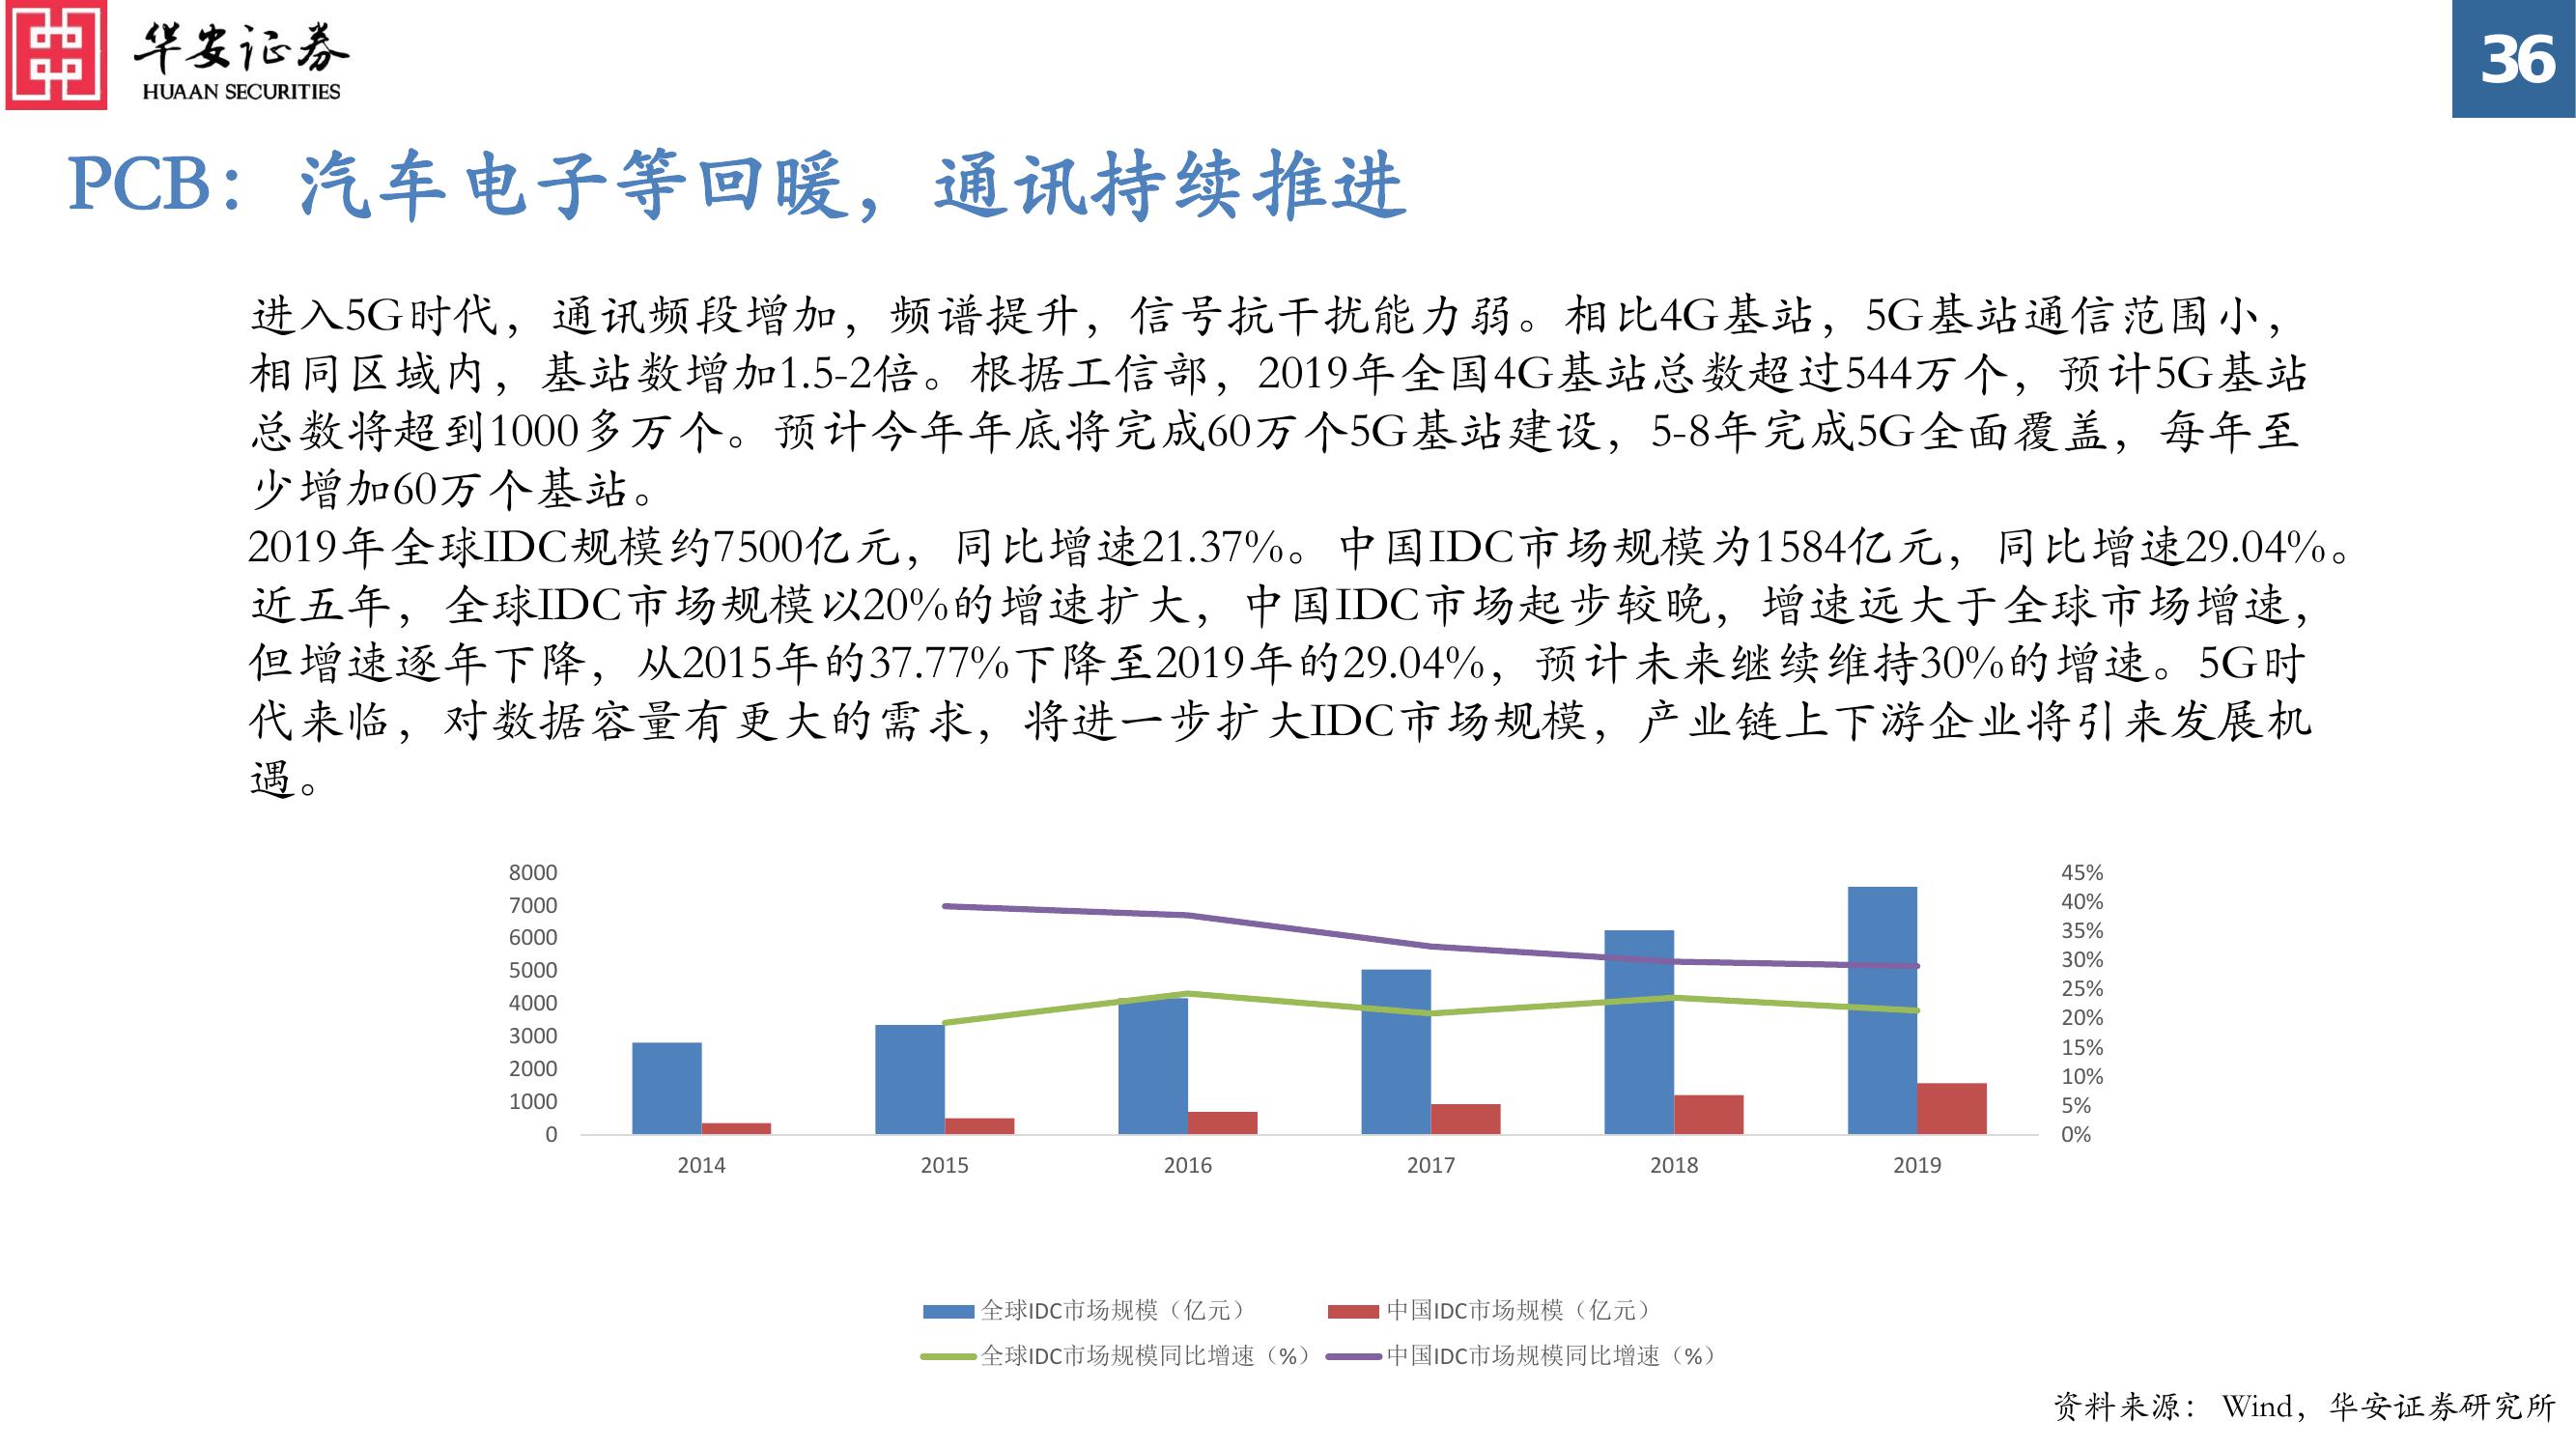 华安证券
HUAAN SECURITIES
36
PCB：汽车电子等回暖，通讯持续推进
进入5G时代，通讯频段增加，频谱提升，信号抗干扰能力弱。相比4G基站，5G基站通信范围小，
相同区域内，基站数增加1.5-2倍。根据工信部，2019年全国4G基站总数超过544万个，预计5G基站
总数将超到1000多万个。预计今年年底将完成60万个5G基站建设，5-8年完成5G全面覆盖，每年至
少增加60万个基站。
2019年全球IDC规模约7500亿元，同比增速21.37%。中国IDC市场规模为1584亿元，同比增速29.04%。
近五年，全球IDC市场规模以20%的增速扩大，中国IDC市场起步较晚，增速远大于全球市场增速，
但增速逐年下降，从2015年的37.77%下降至2019年的29.04%，预计未来继续维持30%的增速。5G时
代来临，对数据容量有更大的需求，将进一步扩大IDC市场规模，产业链上下游企业将引来发展机
遇。
8000
7000
6000
5000
4000
3000
2000
1000
0
45%
40%
35%
30%
25%
20%
15%
10%
5%
0%
2014 2015 2016 2017 2018 2019
全球IDC市场规模（亿元） 中国IDC市场规模（亿元）
全球IDC市场规模同比增速（%） 中国IDC市场规模同比增速（%）
资料来源：Wind，华安证券研究所